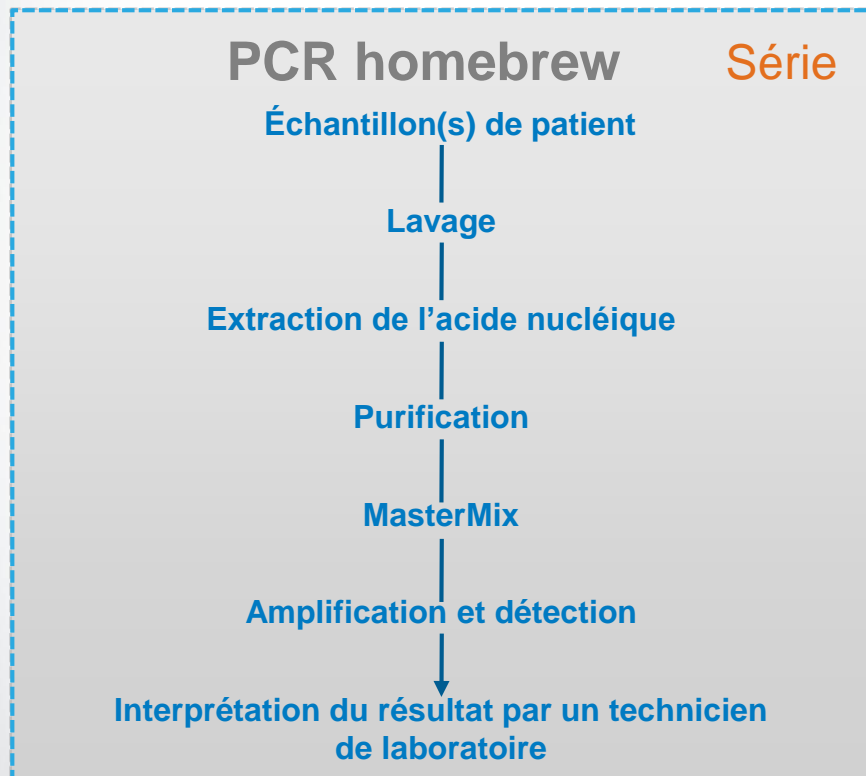 PCR homebrew Série
Échantillon(s) de patient
Lavage
Extraction de l’acide nucléique
Purification
MasterMix
Amplification et détection
Interprétation du résultat par un technicien
de laboratoire